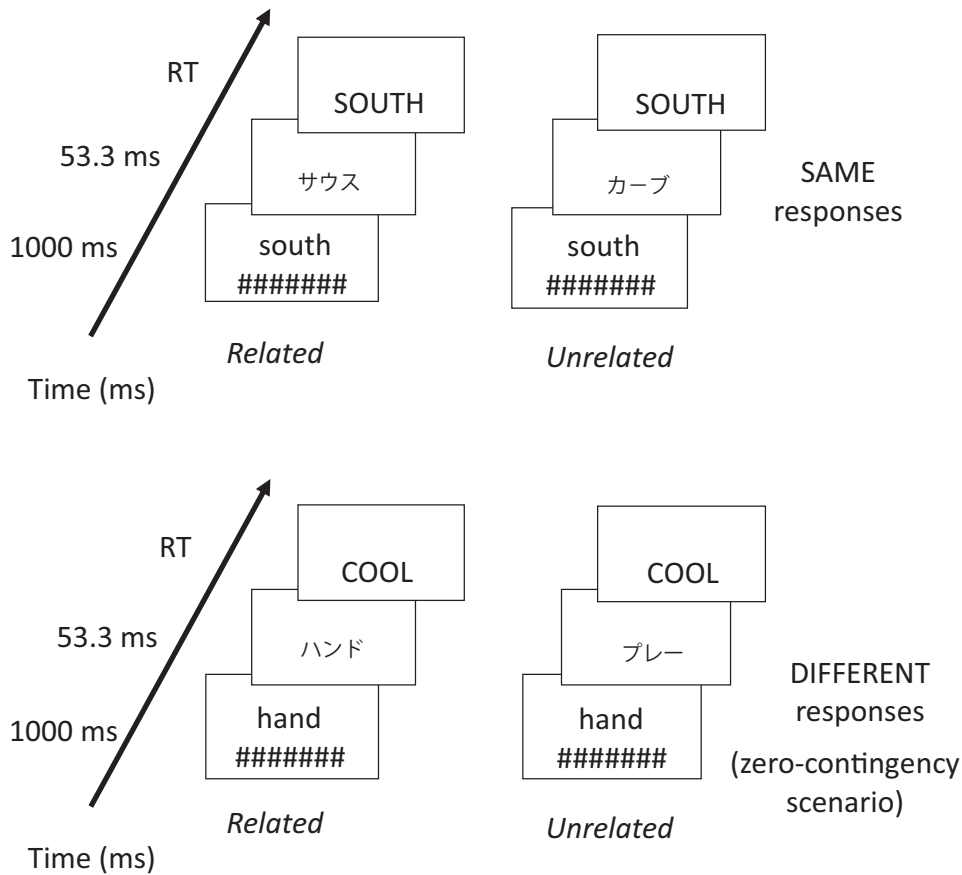 RT
53.3 ms
1000 ms
Time (ms)
SOUTH
サウス
south
#######
Related
SOUTH
カーブ
south
#######
Unrelated
SAME
responses
RT
53.3 ms
1000 ms
Time (ms)
COOL
ハンド
hand
#######
Related
COOL
プレー
hand
#######
Unrelated
DIFFERENT
responses
(zero-contingency
scenario)